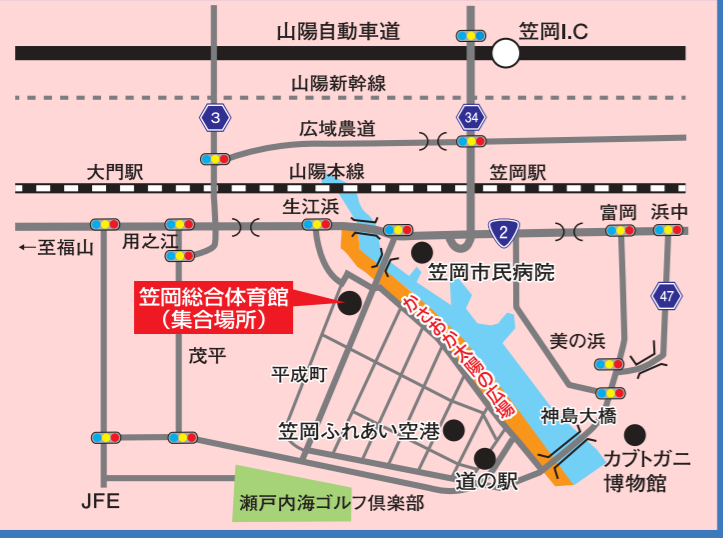 山陽自動車道
笠岡I.C
山陽新幹線
3
34
広域農道
大門駅
山陽本線
笠岡駅
生江浜
富岡
浜中
←至福山
用之江
2
笠岡市民病院
笠岡総合体育館
（集合場所）
47
かさおか太陽の広場
美の浜
茂平
平成町
神島大橋
笠岡ふれあい空港
カブトガニ
博物館
道の駅
JFE
瀬戸内海ゴルフ倶楽部